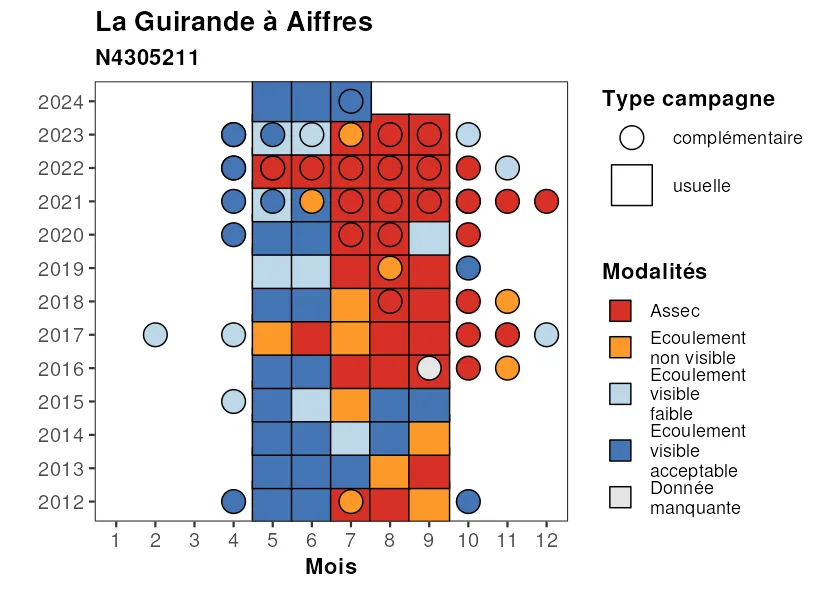 La Guirande à Aiffres
N4305211
2024
2023
2022
2021
2020
2019
2018
2017
2016
2015
2014
2013
2012
1 2 3 4 5 6 7 8 9 10 11 12
Mois
Type campagne
complémentaire
usuelle
Modalités
Assec
Ecoulement
non visible
Ecoulement
visible
faible
Ecoulement
visible
acceptable
Donnée
manquante